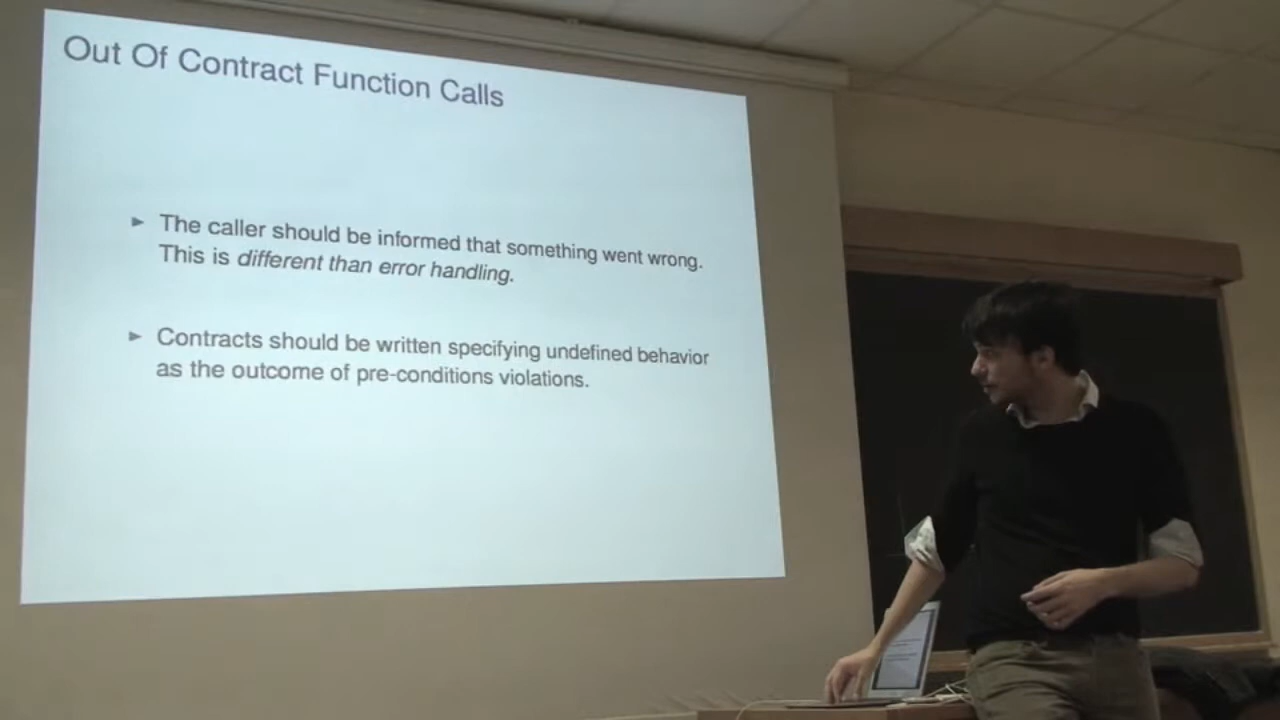 Out Of Contract Function Calls
► The caller should be informed that something went wrong.
This is different than error handling.
► Contracts should be written specifying undefined behavior
as the outcome of pre-conditions violations.